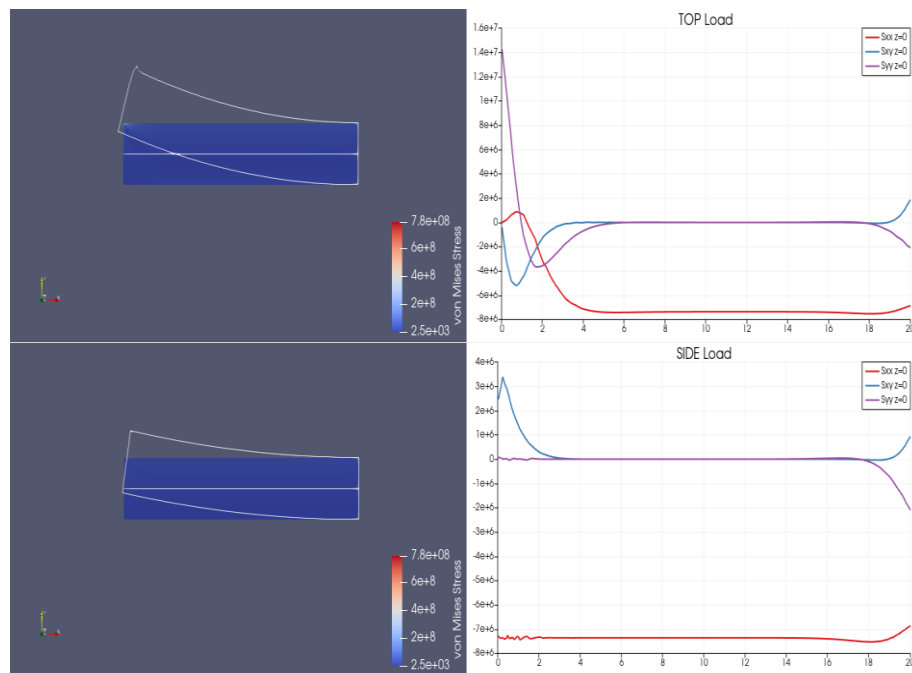 TOP Load
1.6e+7
1.4e+7
1.2e+7
1e+7
8e+6
6e+6
4e+6
2e+6
0
-2e+6
-4e+6
-6e+6
-8e+6
0 2 4 6 8 10 12 14 16 18 20
Sxx z=0
Sxy z=0
Syy z=0
7.8e+08
6e+8
4e+8
2e+8
2.5e+03
von Mises Stress
SIDE Load
4e+6
3e+6
2e+6
1e+6
0
-1e+6
-2e+6
-3e+6
-4e+6
-5e+6
-6e+6
-7e+6
-8e+6
0 2 4 6 8 10 12 14 16 18 20
Sxx z=0
Sxy z=0
Syy z=0
7.8e+08
6e+8
4e+8
2e+8
2.5e+03
von Mises Stress